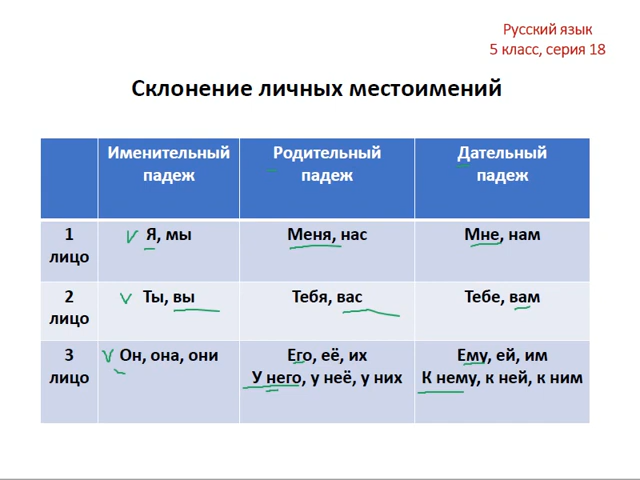 Русский язык
5 класс, серия 18
Склонение личных местоимений
Именительный падеж
Родительный падеж
Дательный падеж
1 лицо
Я, мы
Меня, нас
Мне, нам
2 лицо
Ты, вы
Тебя, вас
Тебе, вам
3 лицо
Он, она, они
Его, её, их
У него, у неё, у них
Ему, ей, им
К нему, к ней, к ним